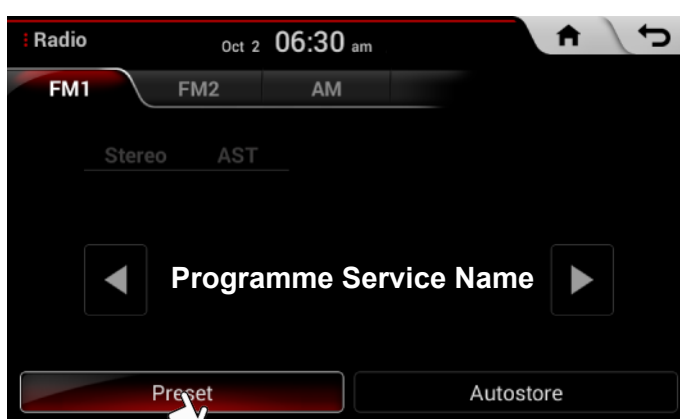 Radio Oct 2 06:30 am
FM1 FM2 AM
Stereo AST
Programme Service Name
Preset Autostore